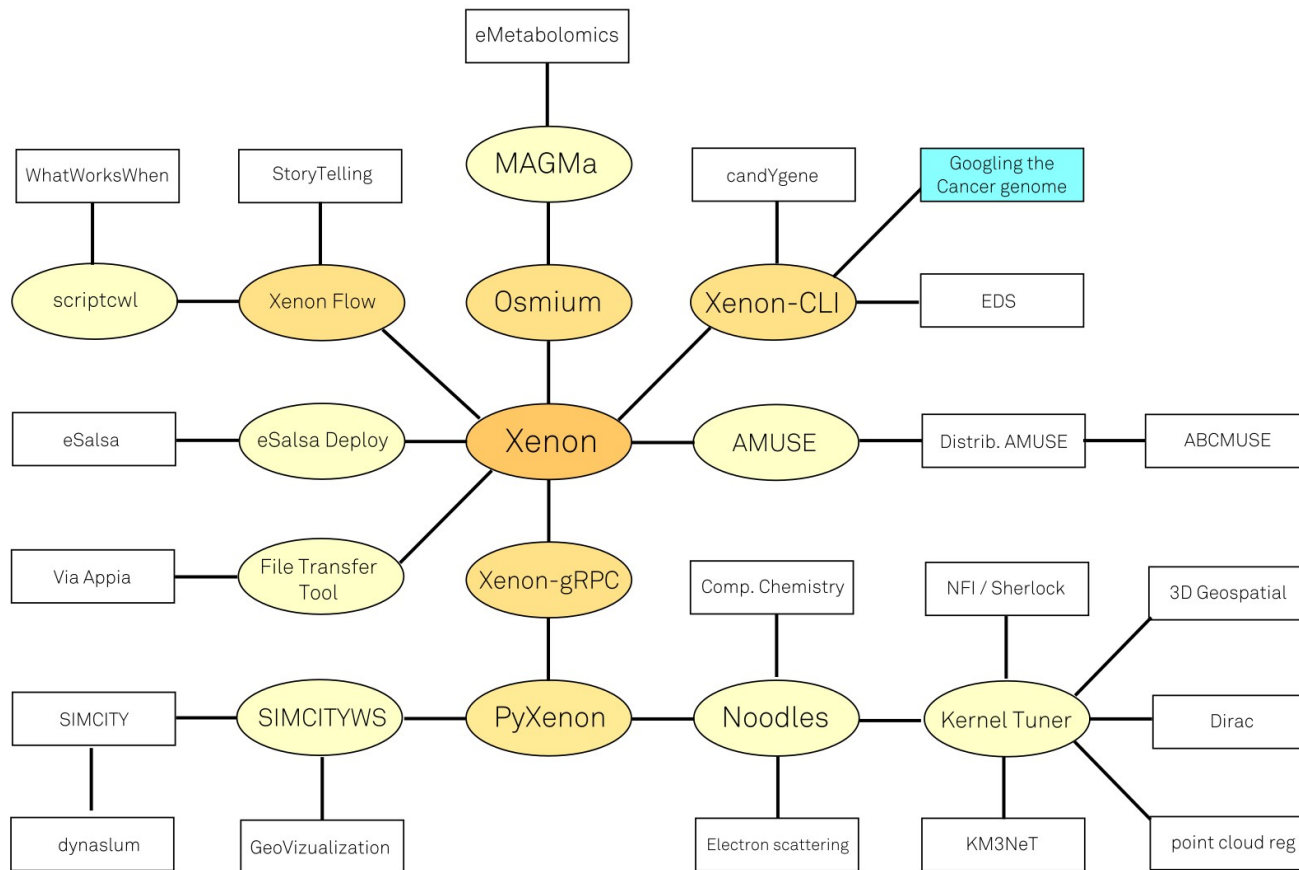 eMetabolomics
WhatWorksWhen
StoryTelling
MAGMa
candYgene
Googling the
Cancer genome
scriptcwl
Xenon Flow
Osmium
Xenon-CLI
EDS
eSalsa
eSalsa Deploy
Xenon
AMUSE
Distrib. AMUSE
ABCMUSE
Via Appia
File Transfer
Tool
Xenon-gRPC
Comp. Chemistry
NFI / Sherlock
3D Geospatial
SIMCITY
SIMCITYWS
PyXenon
Noodles
Kernel Tuner
Dirac
dynaslum
GeoVizualization
Electron scattering
KM3NeT
point cloud reg